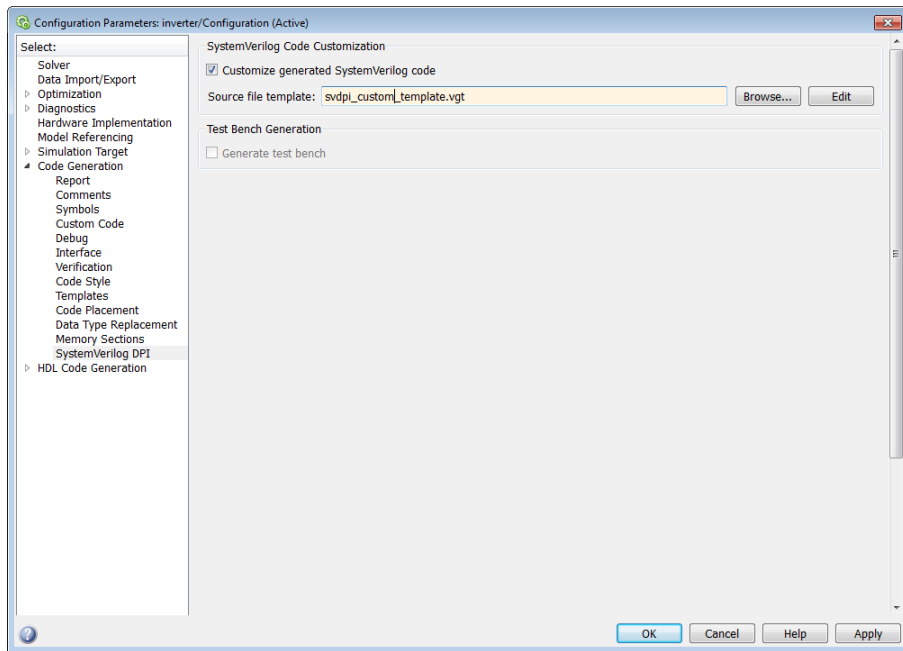 Configuration Parameters: inverter/Configuration (Active)
Select:
Solver
Data Import/Export
Optimization
Diagnostics
Hardware Implementation
Model Referencing
Simulation Target
Code Generation
Report
Comments
Symbols
Custom Code
Debug
Interface
Verification
Code Style
Templates
Code Placement
Data Type Replacement
Memory Sections
SystemVerilog DPI
HDL Code Generation
SystemVerilog Code Customization
Customize generated SystemVerilog code
Source file template: svdpi_custom_template.vgt Browse... Edit
Test Bench Generation
Generate test bench
OK Cancel Help Apply